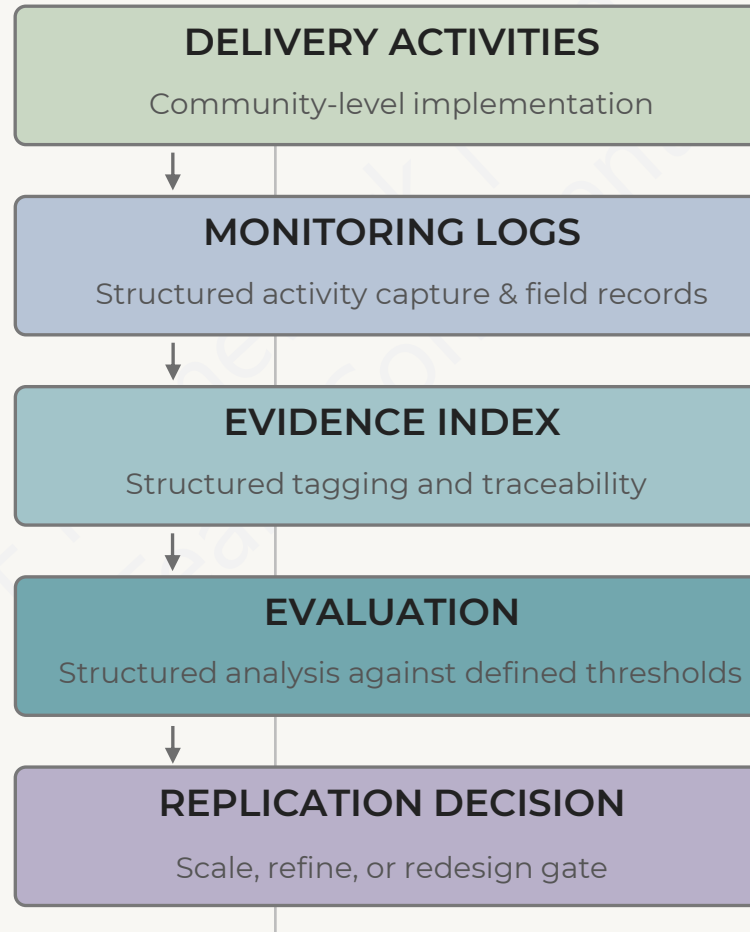 DELIVERY ACTIVITIES
Community-level implementation
MONITORING LOGS
Structured activity capture & field records
EVIDENCE INDEX
Structured tagging and traceability
EVALUATION
Structured analysis against defined thresholds
REPLICATION DECISION
Scale, refine, or redesign gate